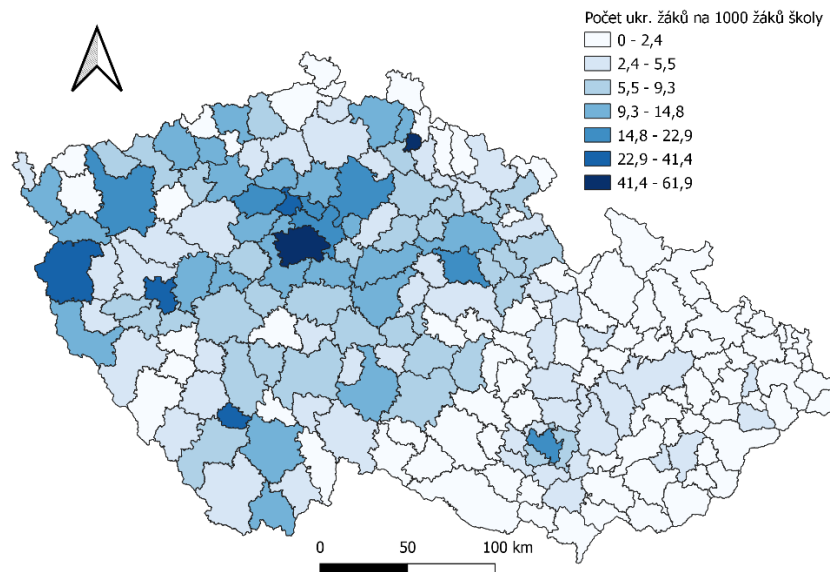 Počet ukr. žáků na 1000 žáků školy
0 - 2,4
2,4 - 5,5
5,5 - 9,3
9,3 - 14,8
14,8 - 22,9
22,9 - 41,4
41,4 - 61,9
0 50 100 km